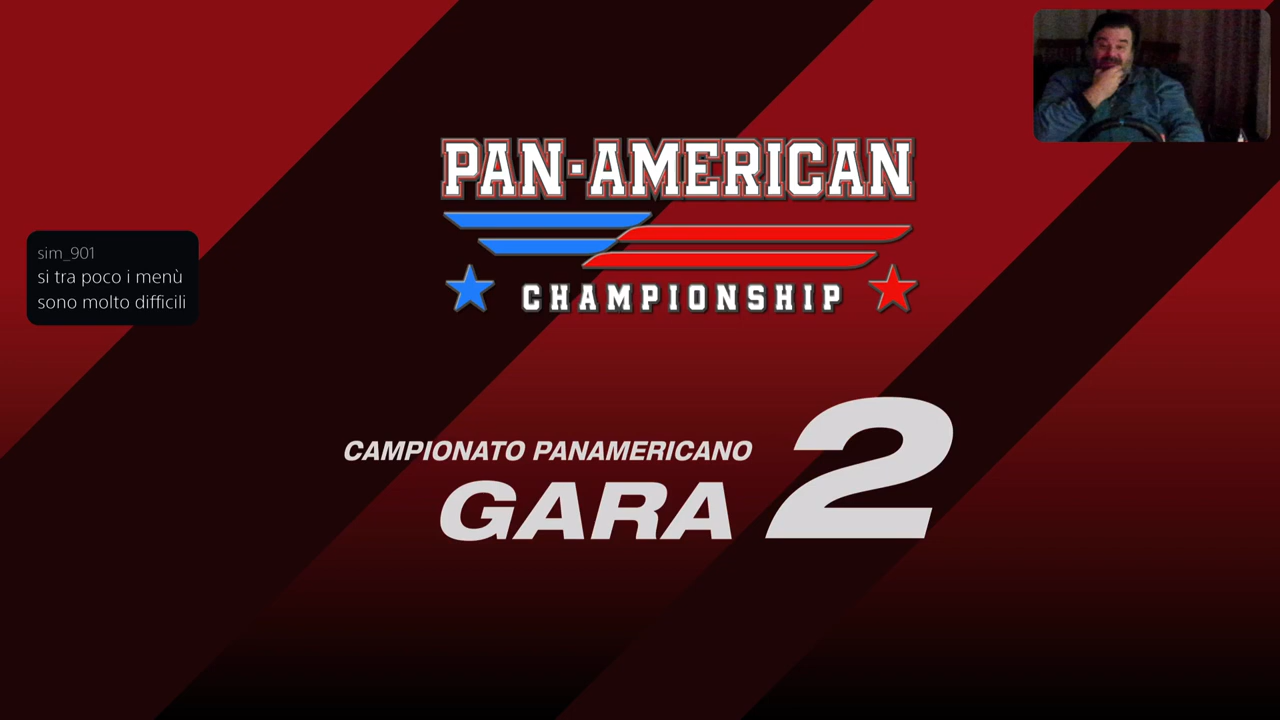 PAN-AMERICAN
CHAMPIONSHIP
sim_901
si tra poco i menù
sono molto difficili
CAMPIONATO PANAMERICANO
GARA 2